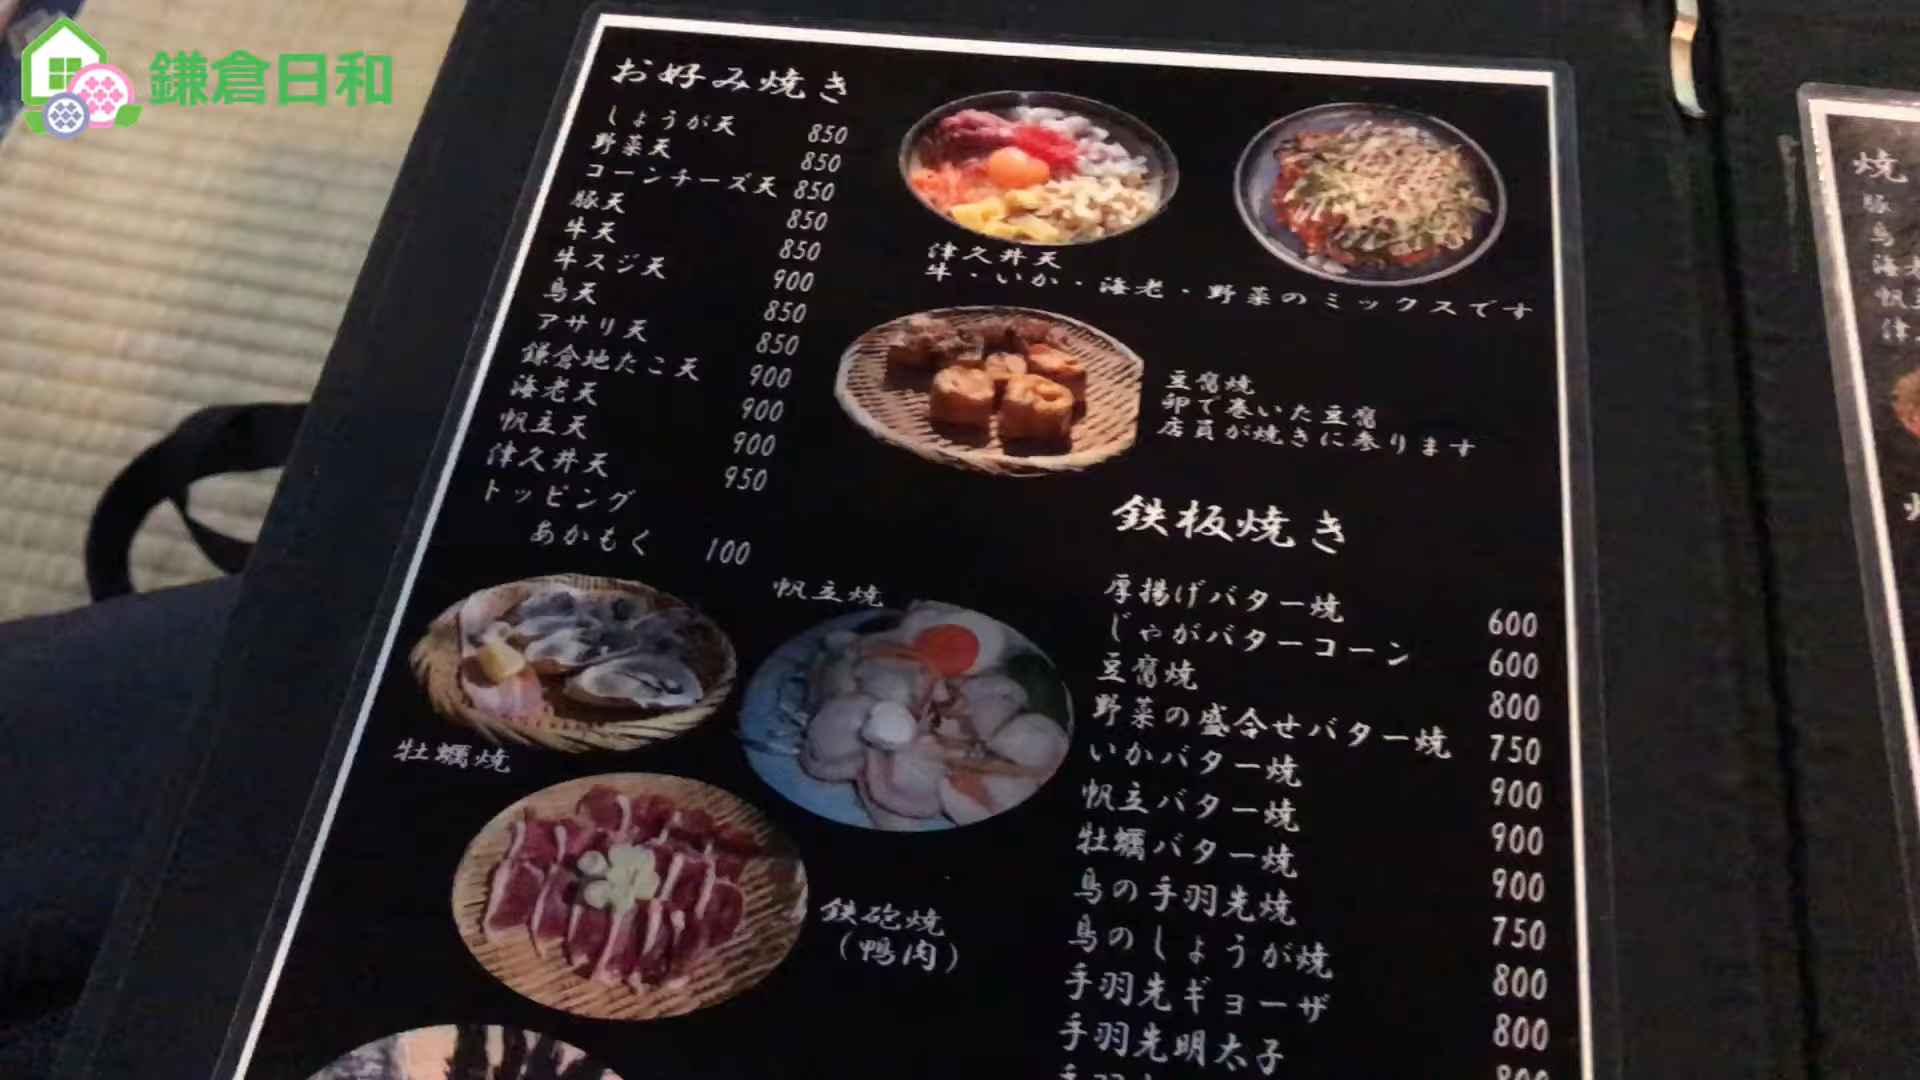 鎌倉日和
お好み焼き
しょうが天 850
野菜天 850
コーンチーズ天 850
豚天 850
牛天 850
牛スジ天 900
鳥天 850
アサリ天 850
鎌倉地たこ天 900
海老天 900
帆立天 900
津久井天 950
トッピング
あかもく 100
津久井天
牛・いか・海老・野菜のミックスです
豆腐焼
卵で巻いた豆腐
店員が焼きに参ります
帆立焼
牡蠣焼
鉄砲焼
（鴨肉）
鉄板焼き
厚揚げバター焼 600
じゃがバターコーン 600
豆腐焼 800
野菜の盛合せバター焼 750
いかバター焼 900
帆立バター焼 900
牡蠣バター焼 900
鳥の手羽先焼 750
鳥のしょうが焼 800
手羽先ギョーザ 800
手羽先明太子 800
焼
豚
鳥
海老
帆立
津